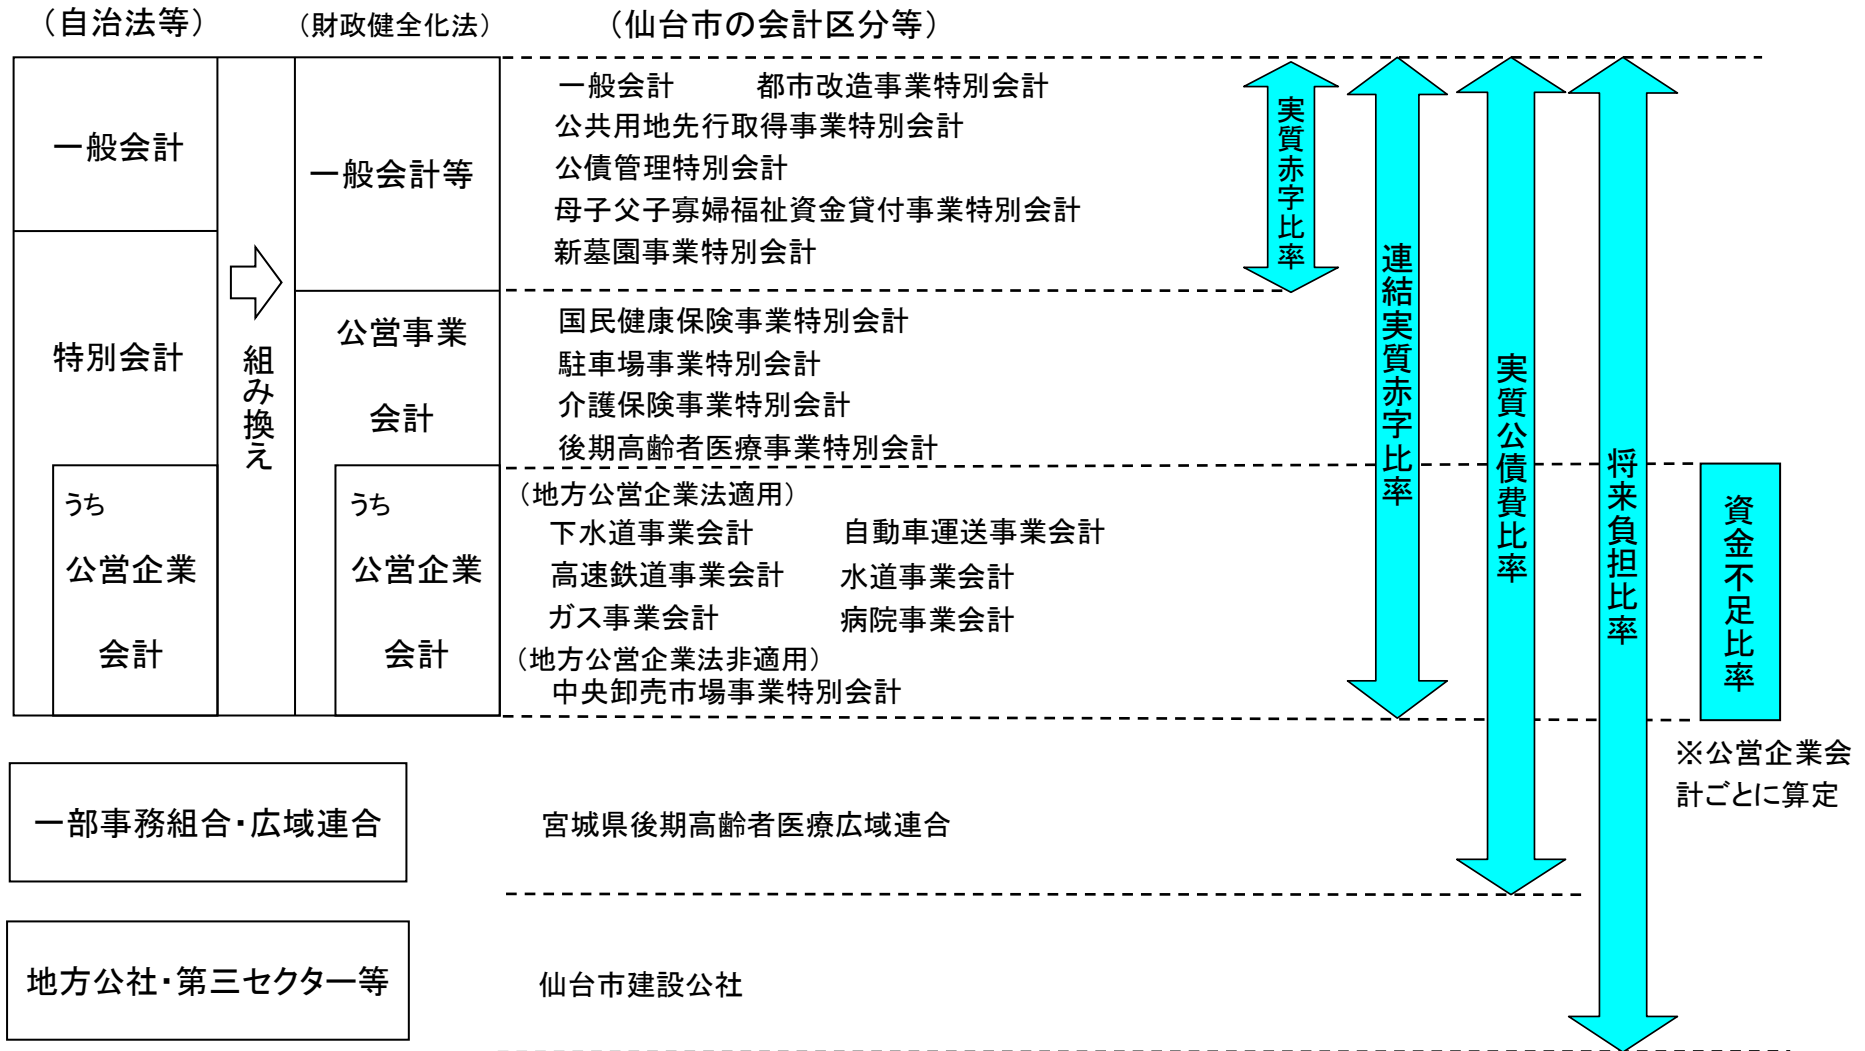 （自治法等）
（財政健全化法）
（仙台市の会計区分等）
一般会計
特別会計
うち
公営企業
会計
組み換え
一般会計等
公営事業
会計
うち
公営企業
会計
一般会計　都市改造事業特別会計
公共用地先行取得事業特別会計
公債管理特別会計
母子父子寡婦福祉資金貸付事業特別会計
新墓園事業特別会計
国民健康保険事業特別会計
駐車場事業特別会計
介護保険事業特別会計
後期高齢者医療事業特別会計
（地方公営企業法適用）
下水道事業会計　自動車運送事業会計
高速鉄道事業会計　水道事業会計
ガス事業会計　病院事業会計
（地方公営企業法非適用）
中央卸売市場事業特別会計
実質赤字比率
連結実質赤字比率
実質公債費比率
将来負担比率
資金不足比率
※公営企業会
計ごとに算定
一部事務組合・広域連合
宮城県後期高齢者医療広域連合
地方公社・第三セクター等
仙台市建設公社